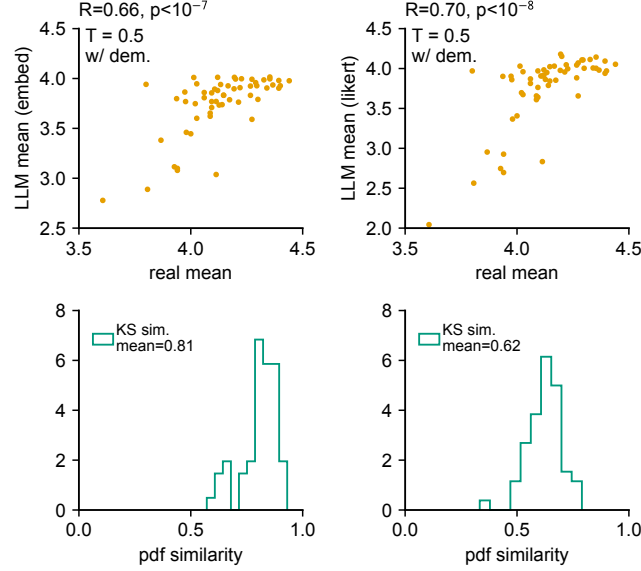 R=0.66, p<10⁻⁷
T = 0.5
w/ dem.
LLM mean (embed)
5.0
4.5
4.0
3.5
3.0
2.5
3.5
4.0
4.5
real mean
R=0.70, p<10⁻⁸
T = 0.5
w/ dem.
LLM mean (likert)
4.5
4.0
3.5
3.0
2.5
2.0
3.5
4.0
4.5
real mean
8
6
4
2
0
KS sim.
mean=0.81
0.0
0.5
1.0
pdf similarity
8
6
4
2
0
KS sim.
mean=0.62
0.0
0.5
1.0
pdf similarity